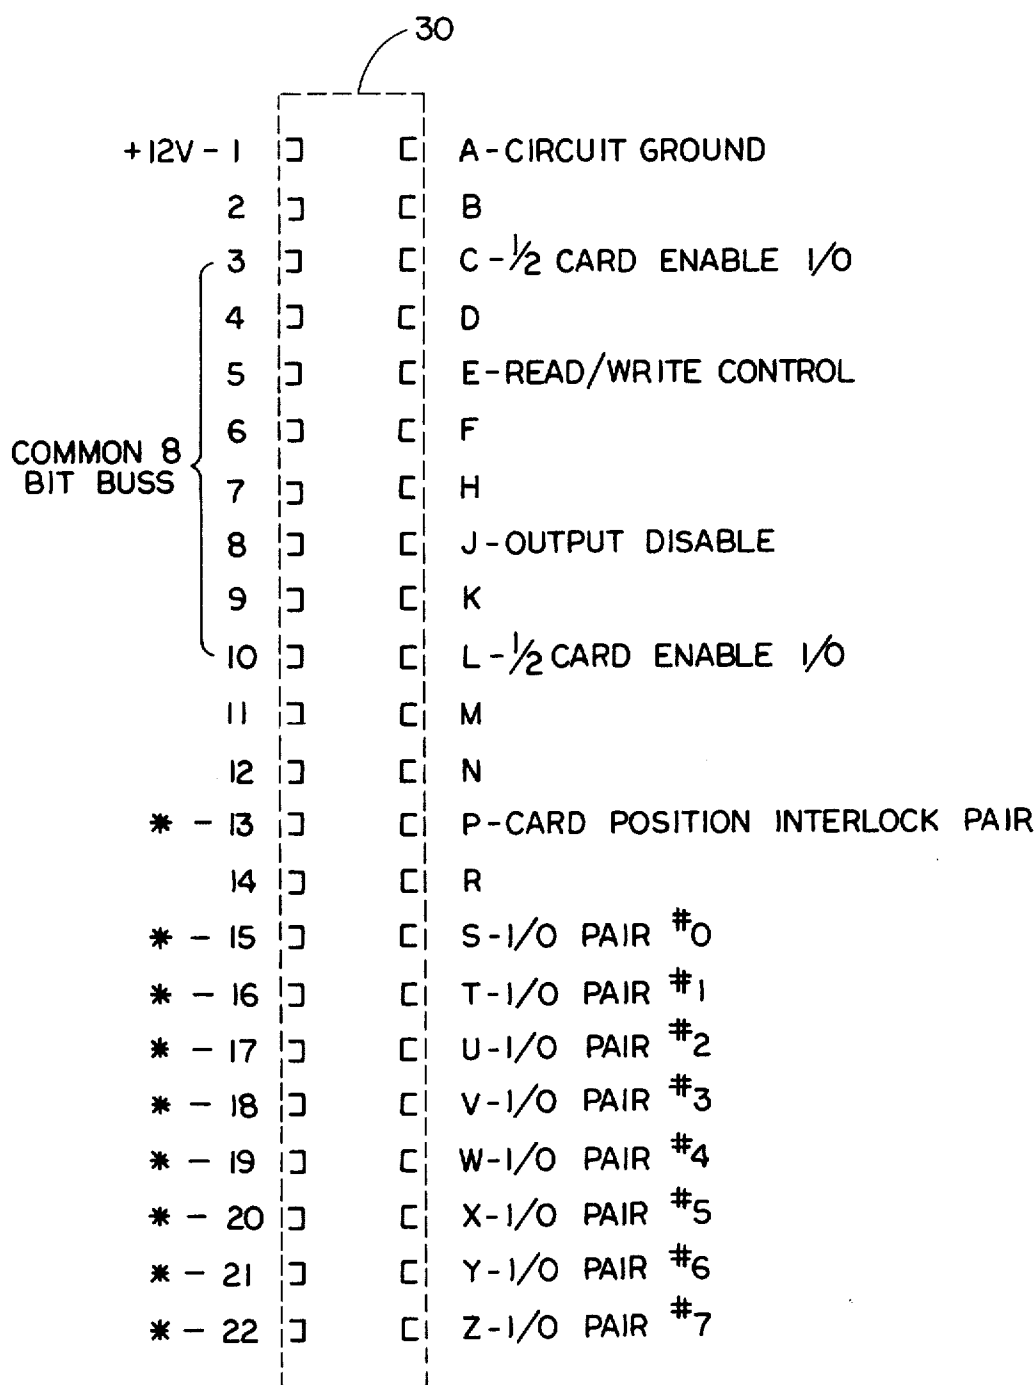 30
+12V - 1 A - CIRCUIT GROUND
2 B
3 C - 1/2 CARD ENABLE I/O
4 D
5 E - READ/WRITE CONTROL
6 F
COMMON 8
BIT BUSS
7 H
8 J - OUTPUT DISABLE
9 K
10 L - 1/2 CARD ENABLE I/O
11 M
12 N
* - 13 P - CARD POSITION INTERLOCK PAIR
14 R
* - 15 S - I/O PAIR #0
* - 16 T - I/O PAIR #1
* - 17 U - I/O PAIR #2
* - 18 V - I/O PAIR #3
* - 19 W - I/O PAIR #4
* - 20 X - I/O PAIR #5
* - 21 Y - I/O PAIR #6
* - 22 Z - I/O PAIR #7